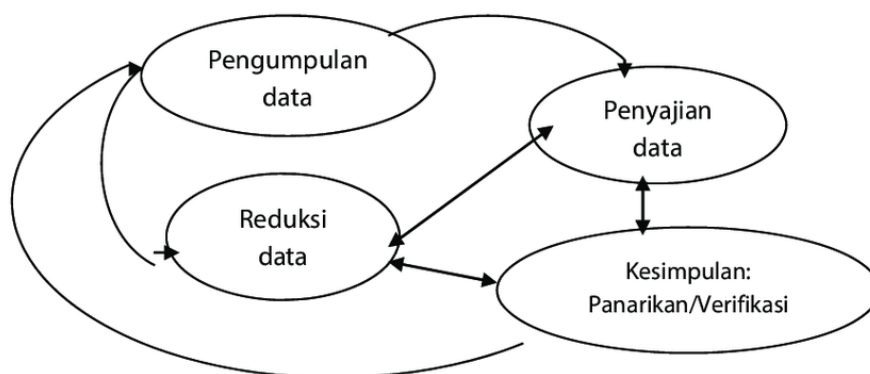 Pengumpulan
data
Penyajian
data
Reduksi
data
Kesimpulan:
Panarikan/Verifikasi